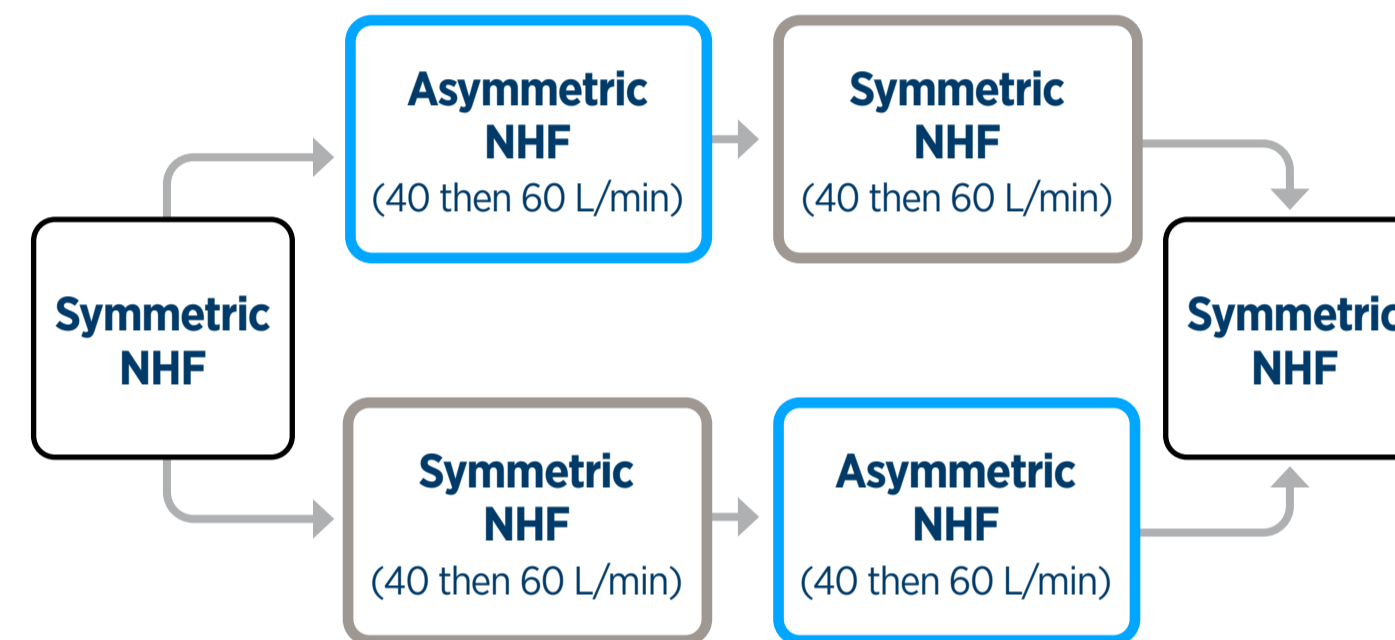 Asymmetric
NHF
(40 then 60 L/min)
Symmetric
NHF
(40 then 60 L/min)
Symmetric
NHF
Symmetric
NHF
Symmetric
NHF
(40 then 60 L/min)
Asymmetric
NHF
(40 then 60 L/min)